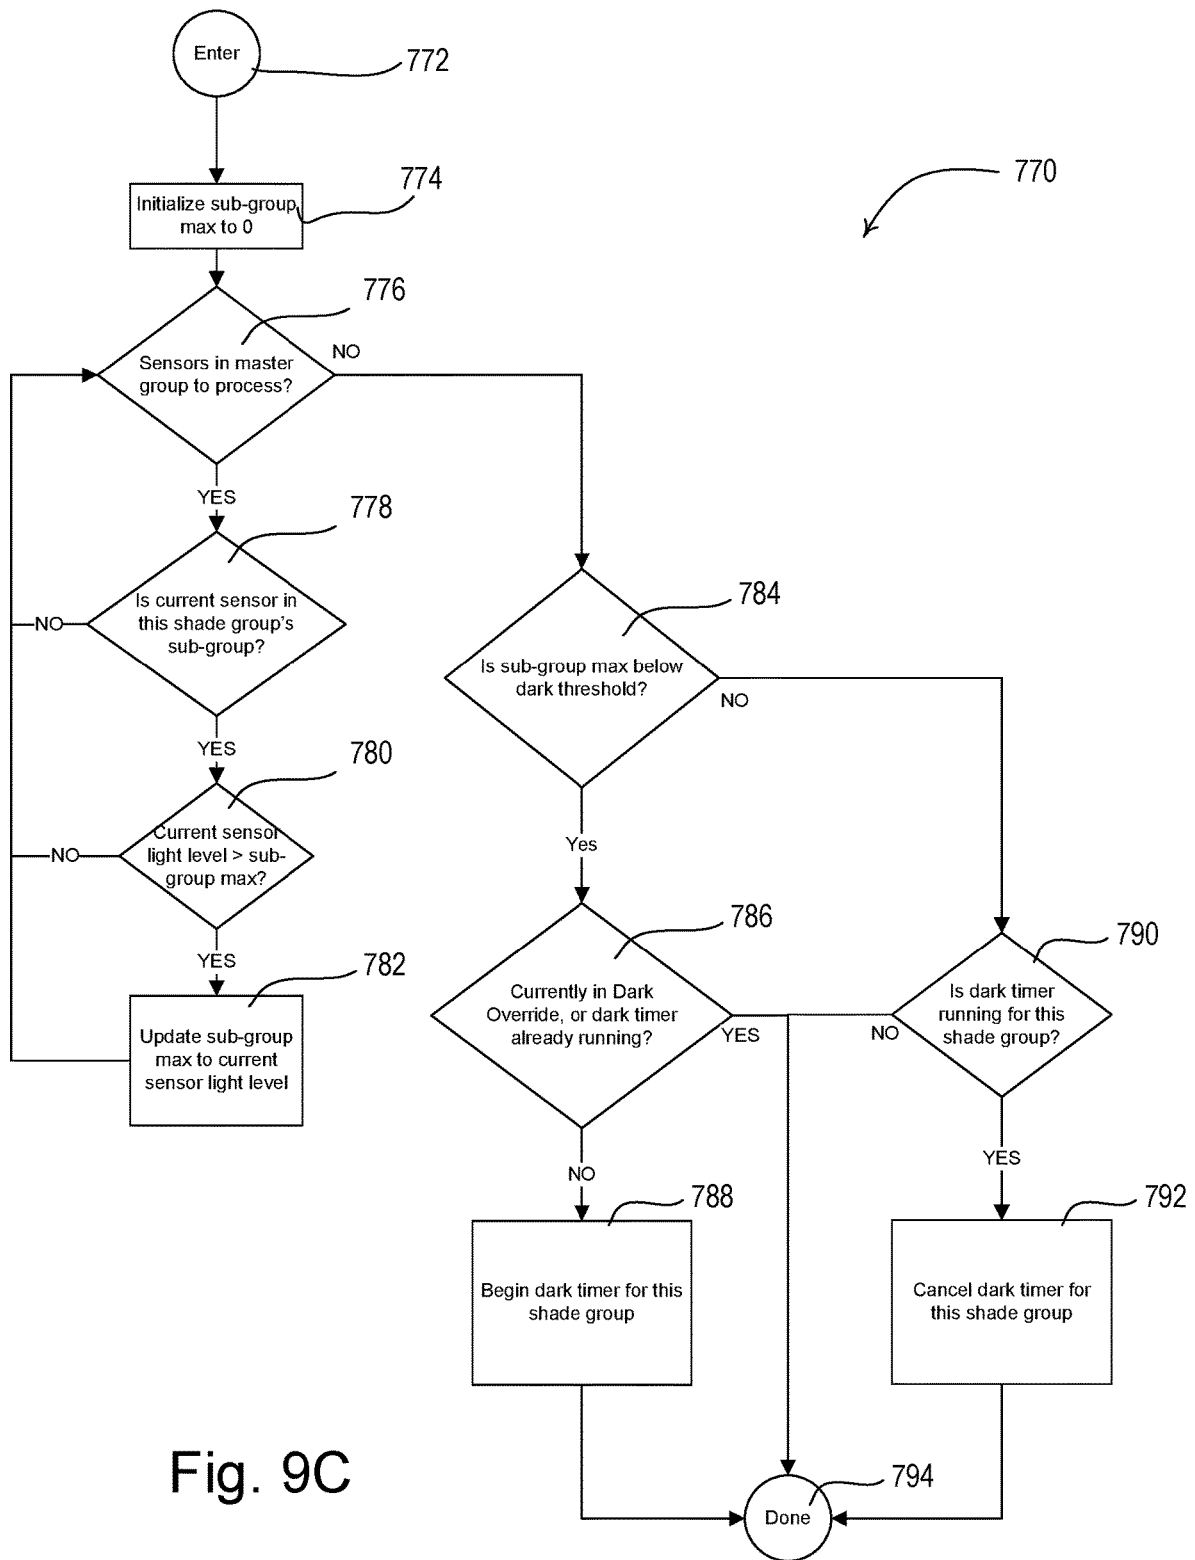 Enter
772
770
774
Initialize sub-group
max to 0
776
Sensors in master
group to process?
NO
YES
778
Is current sensor in
this shade group's
sub-group?
NO
YES
780
Current sensor
light level > sub-
group max?
NO
YES
782
Update sub-group
max to current
sensor light level
784
Is sub-group max below
dark threshold?
NO
Yes
786
Currently in Dark
Override, or dark timer
already running?
YES
NO
788
Begin dark timer for this
shade group
790
Is dark timer
running for this
shade group?
NO
YES
792
Cancel dark timer for
this shade group
794
Done
Fig. 9C